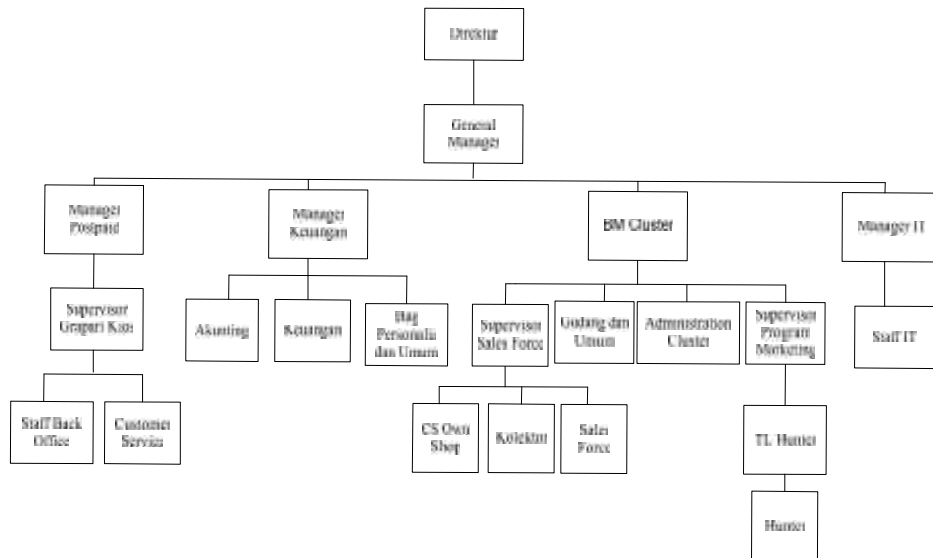 Direktur
General
Manager
Manager
Postpaid
Manager
Keuangan
BM Cluster
Manager IT
Supervisor
Grapari Kios
Akunting
Keuangan
Bag
Personalia
dan Umum
Supervisor
Sales Force
Gudang dan
Umum
Administration
Cluster
Supervisor
Program
Marketing
Staff IT
Staff Back
Office
Customer
Service
CS Own
Shop
Kolektor
Sales
Force
TL Hunter
Hunter